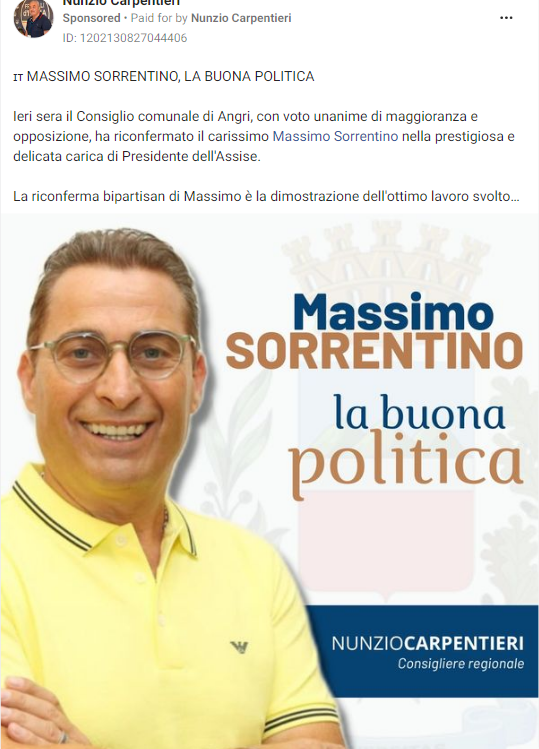 Nunzio Carpentieri
Sponsored • Paid for by Nunzio Carpentieri
ID: 1202130827044406
IT MASSIMO SORRENTINO, LA BUONA POLITICA
Ieri sera il Consiglio comunale di Angri, con voto unanime di maggioranza e
opposizione, ha riconfermato il carissimo Massimo Sorrentino nella prestigiosa e
delicata carica di Presidente dell'Assise.
La riconferma bipartisan di Massimo è la dimostrazione dell'ottimo lavoro svolto...
Massimo
SORRENTINO
la buona
politica
NUNZIOCARPENTIERI
Consigliere regionale